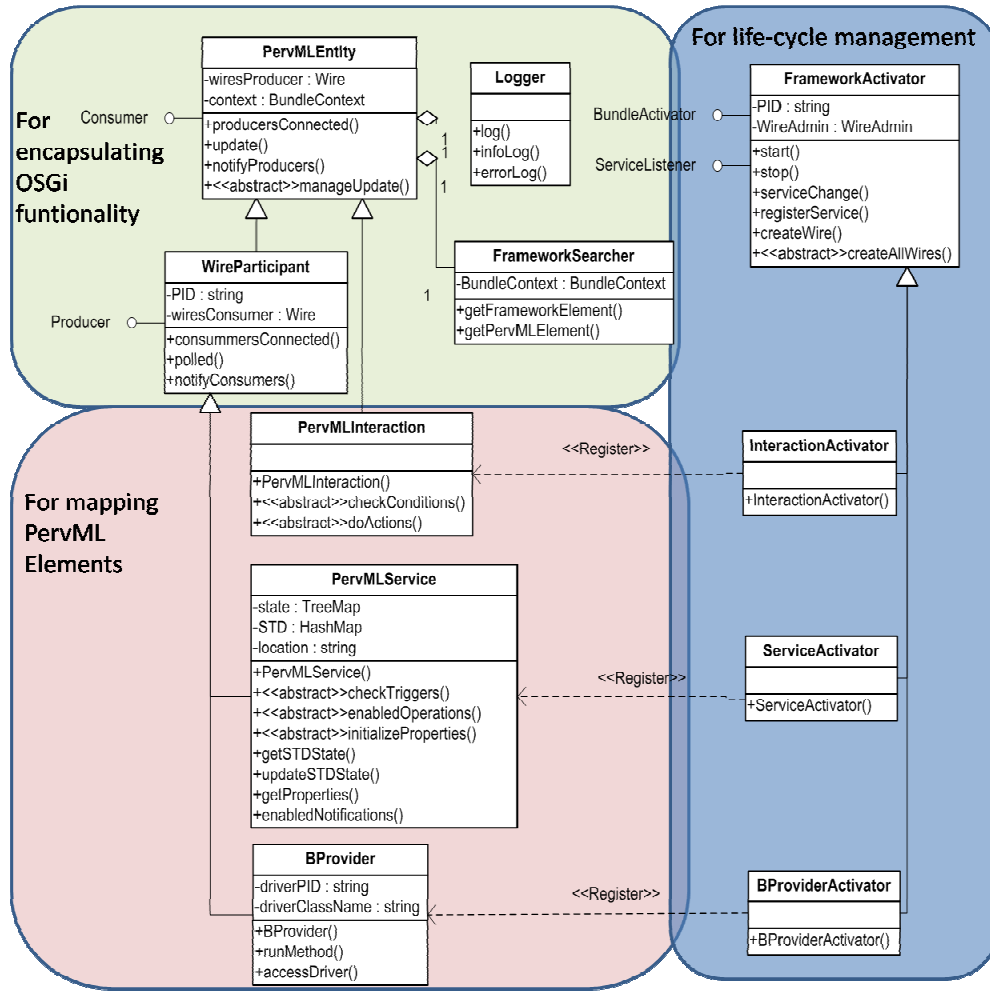 For life-cycle management
PervMLEntity
-wiresProducer : Wire
-context : BundleContext
+producersConnected()
+update()
+notifyProducers()
+<<abstract>>manageUpdate()
Consumer
For
encapsulating
OSGi
funtionality
Logger
+log()
+infoLog()
+errorLog()
1
1
1
1
FrameworkActivator
-PID : string
-WireAdmin : WireAdmin
+start()
+stop()
+serviceChange()
+registerService()
+createWire()
+<<abstract>>createAllWires()
BundleActivator
ServiceListener
WireParticipant
-PID : string
-wiresConsumer : Wire
+consummersConnected()
+polled()
+notifyConsumers()
Producer
FrameworkSearcher
-BundleContext : BundleContext
+getFrameworkElement()
+getPervMLElement()
For mapping
PervML
Elements
PervMLInteraction
+PervMLInteraction()
+<<abstract>>checkConditions()
+<<abstract>>doActions()
<<Register>>
InteractionActivator
+InteractionActivator()
PervMLService
-state : TreeMap
-STD : HashMap
-location : string
+PervMLService()
+<<abstract>>checkTriggers()
+<<abstract>>enabledOperations()
+<<abstract>>initializeProperties()
+getSTDState()
+updateSTDState()
+getProperties()
+enabledNotifications()
<<Register>>
ServiceActivator
+ServiceActivator()
BProvider
-driverPID : string
-driverClassName : string
+BProvider()
+runMethod()
+accessDriver()
<<Register>>
BProviderActivator
+BProviderActivator()